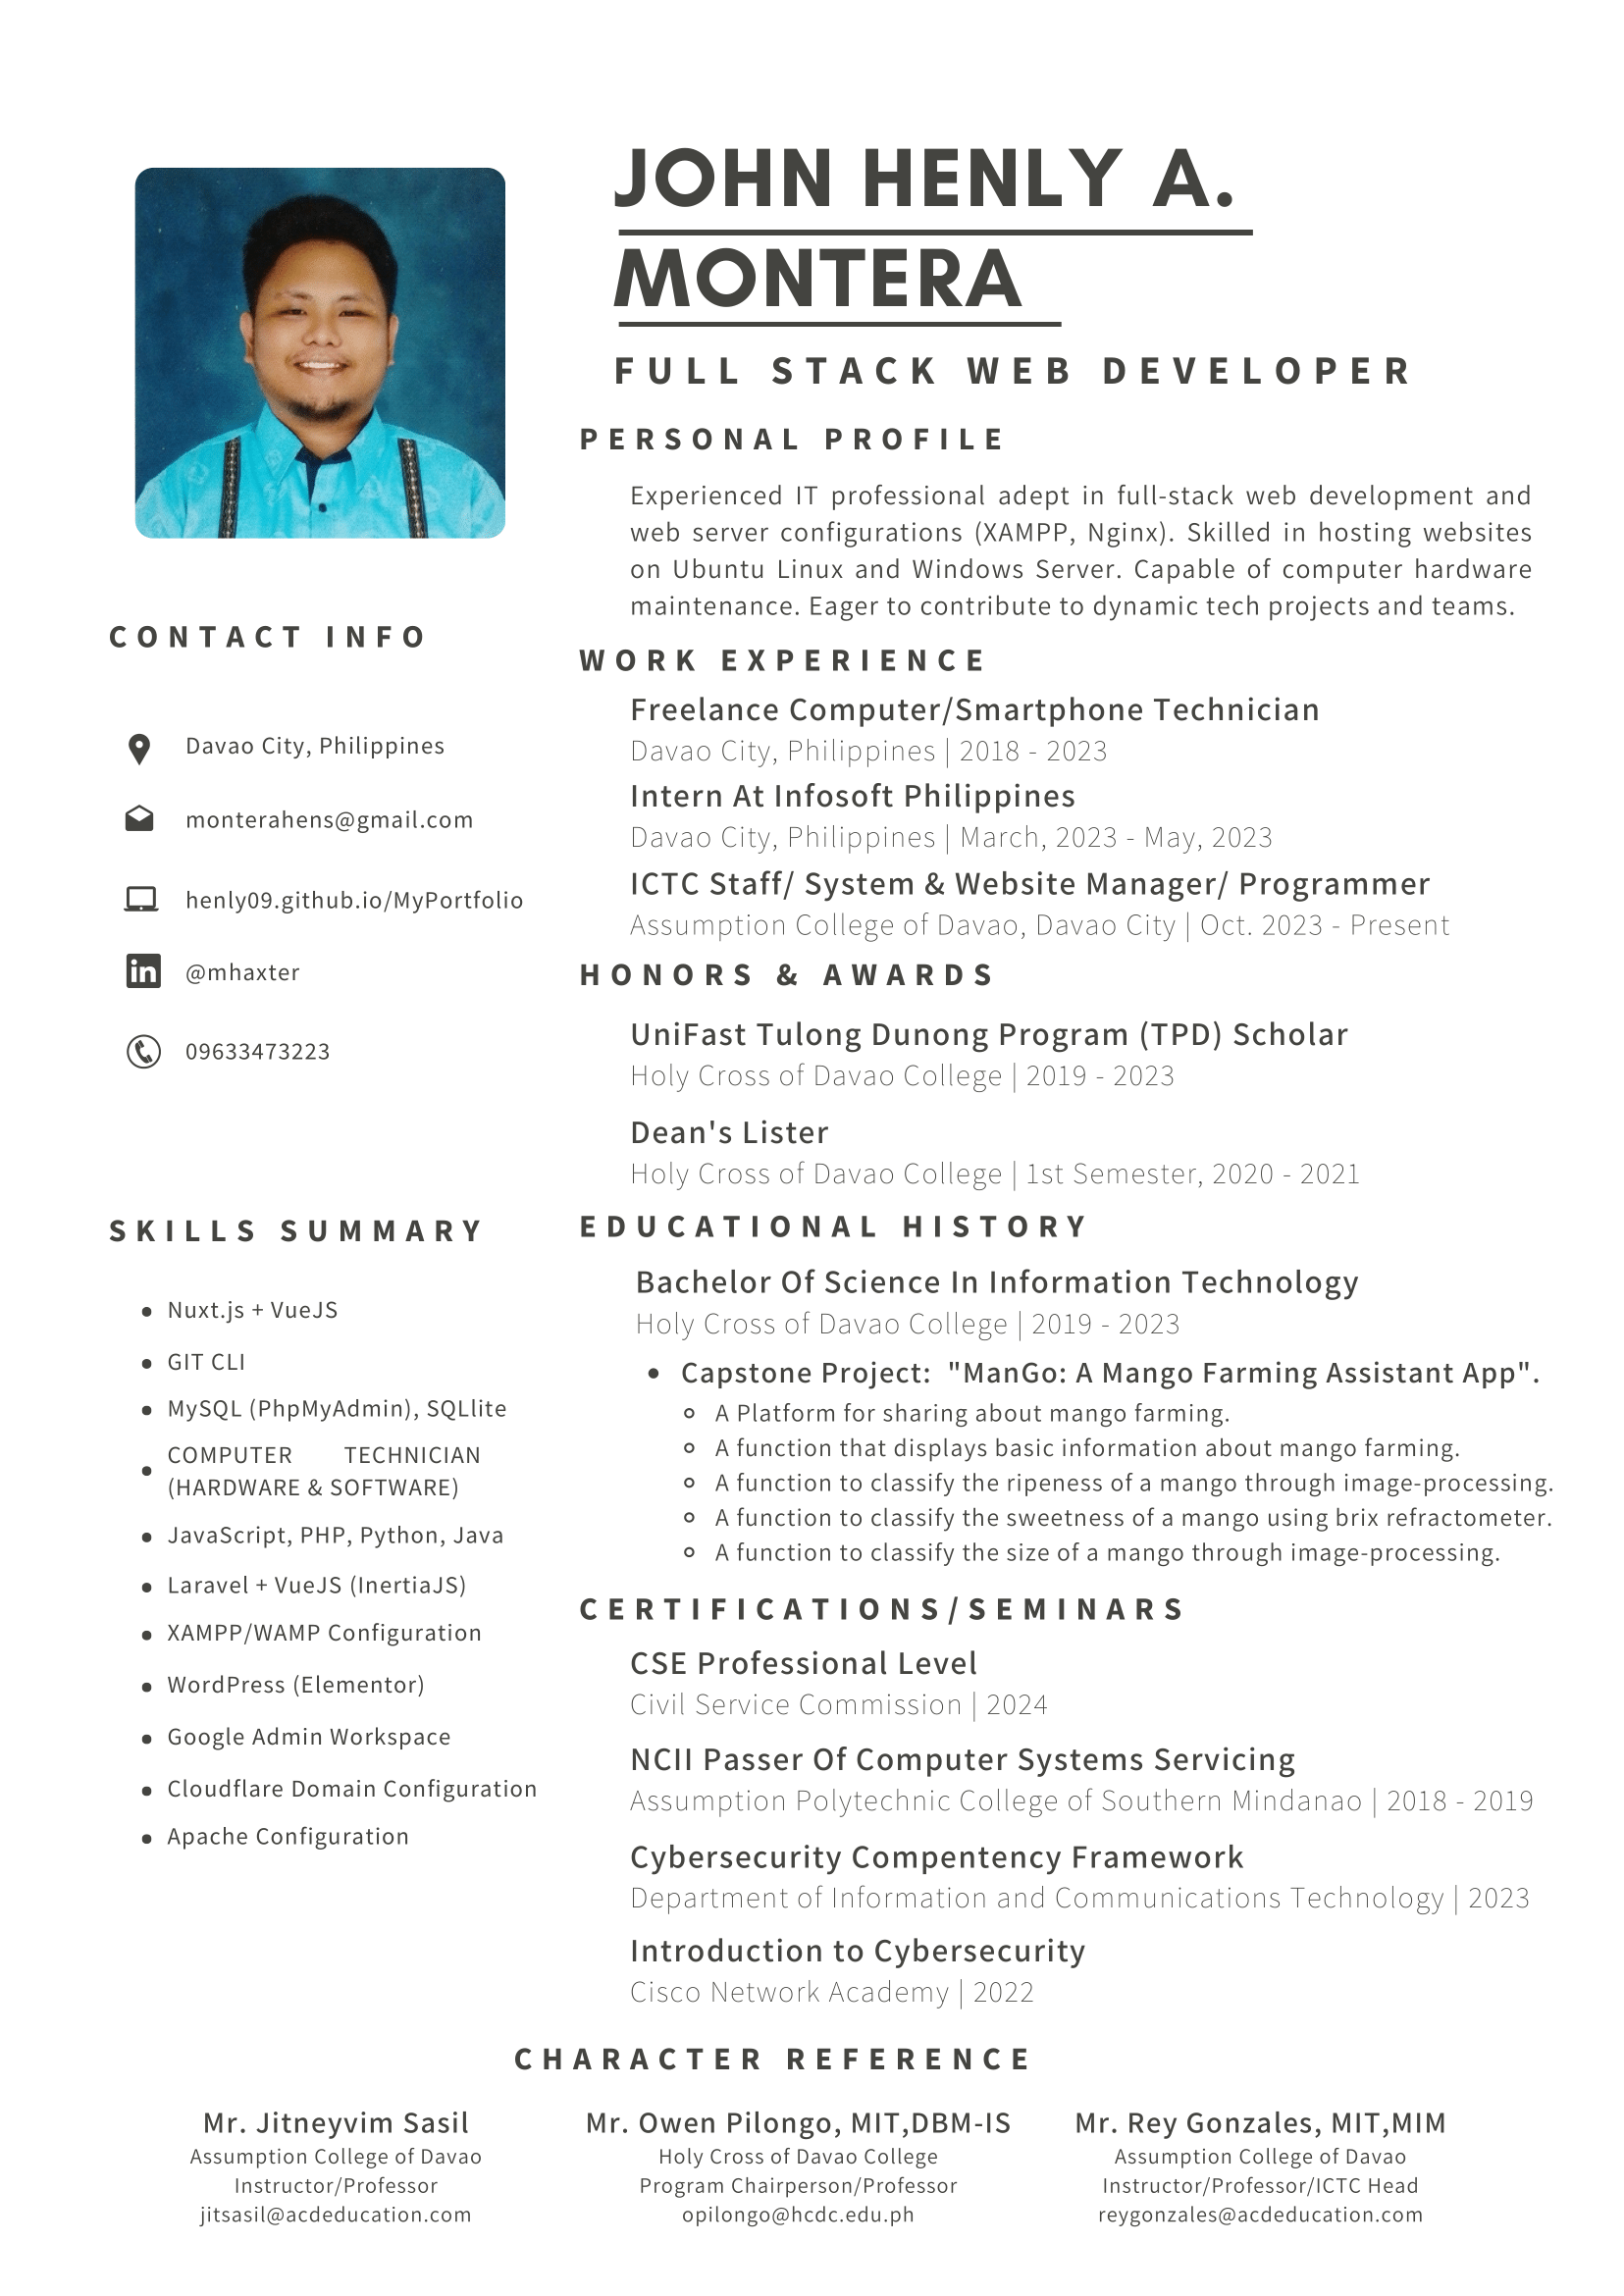 JOHN HENLY A.
MONTERA
FULL STACK WEB DEVELOPER
CONTACT INFO
Davao City, Philippines
monterahens@gmail.com
henly09.github.io/MyPortfolio
in
@mhaxter
09633473223
SKILLS SUMMARY
Nuxt.js + VueJS
GIT CLI
MySQL (PhpMyAdmin), SQLlite
COMPUTER TECHNICIAN
(HARDWARE & SOFTWARE)
JavaScript, PHP, Python, Java
Laravel + VueJS (InertiaJS)
XAMPP/WAMP Configuration
WordPress (Elementor)
Google Admin Workspace
Cloudflare Domain Configuration
Apache Configuration
PERSONAL PROFILE
Experienced IT professional adept in full-stack web development and
web server configurations (XAMPP, Nginx). Skilled in hosting websites
on Ubuntu Linux and Windows Server. Capable of computer hardware
maintenance. Eager to contribute to dynamic tech projects and teams.
WORK EXPERIENCE
Freelance Computer/Smartphone Technician
Davao City, Philippines | 2018 - 2023
Intern At Infosoft Philippines
Davao City, Philippines | March, 2023 - May, 2023
ICTC Staff/ System & Website Manager/ Programmer
Assumption College of Davao, Davao City | Oct. 2023 - Present
HONORS & AWARDS
UniFast Tulong Dunong Program (TPD) Scholar
Holy Cross of Davao College | 2019 - 2023
Dean's Lister
Holy Cross of Davao College | 1st Semester, 2020 - 2021
EDUCATIONAL HISTORY
Bachelor Of Science In Information Technology
Holy Cross of Davao College | 2019 - 2023
Capstone Project: "ManGo: A Mango Farming Assistant App".
A Platform for sharing about mango farming.
A function that displays basic information about mango farming.
A function to classify the ripeness of a mango through image-processing.
A function to classify the sweetness of a mango using brix refractometer.
A function to classify the size of a mango through image-processing.
CERTIFICATIONS/SEMINARS
CSE Professional Level
Civil Service Commission | 2024
NCII Passer Of Computer Systems Servicing
Assumption Polytechnic College of Southern Mindanao | 2018 - 2019
Cybersecurity Compentency Framework
Department of Information and Communications Technology | 2023
Introduction to Cybersecurity
Cisco Network Academy | 2022
CHARACTER REFERENCE
Mr. Jitneyvim Sasil
Assumption College of Davao
Instructor/Professor
jitsasil@acdeducation.com
Mr. Owen Pilongo, MIT,DBM-IS
Holy Cross of Davao College
Program Chairperson/Professor
opilongo@hcdc.edu.ph
Mr. Rey Gonzales, MIT,MIM
Assumption College of Davao
Instructor/Professor/ICTC Head
reygonzales@acdeducation.com